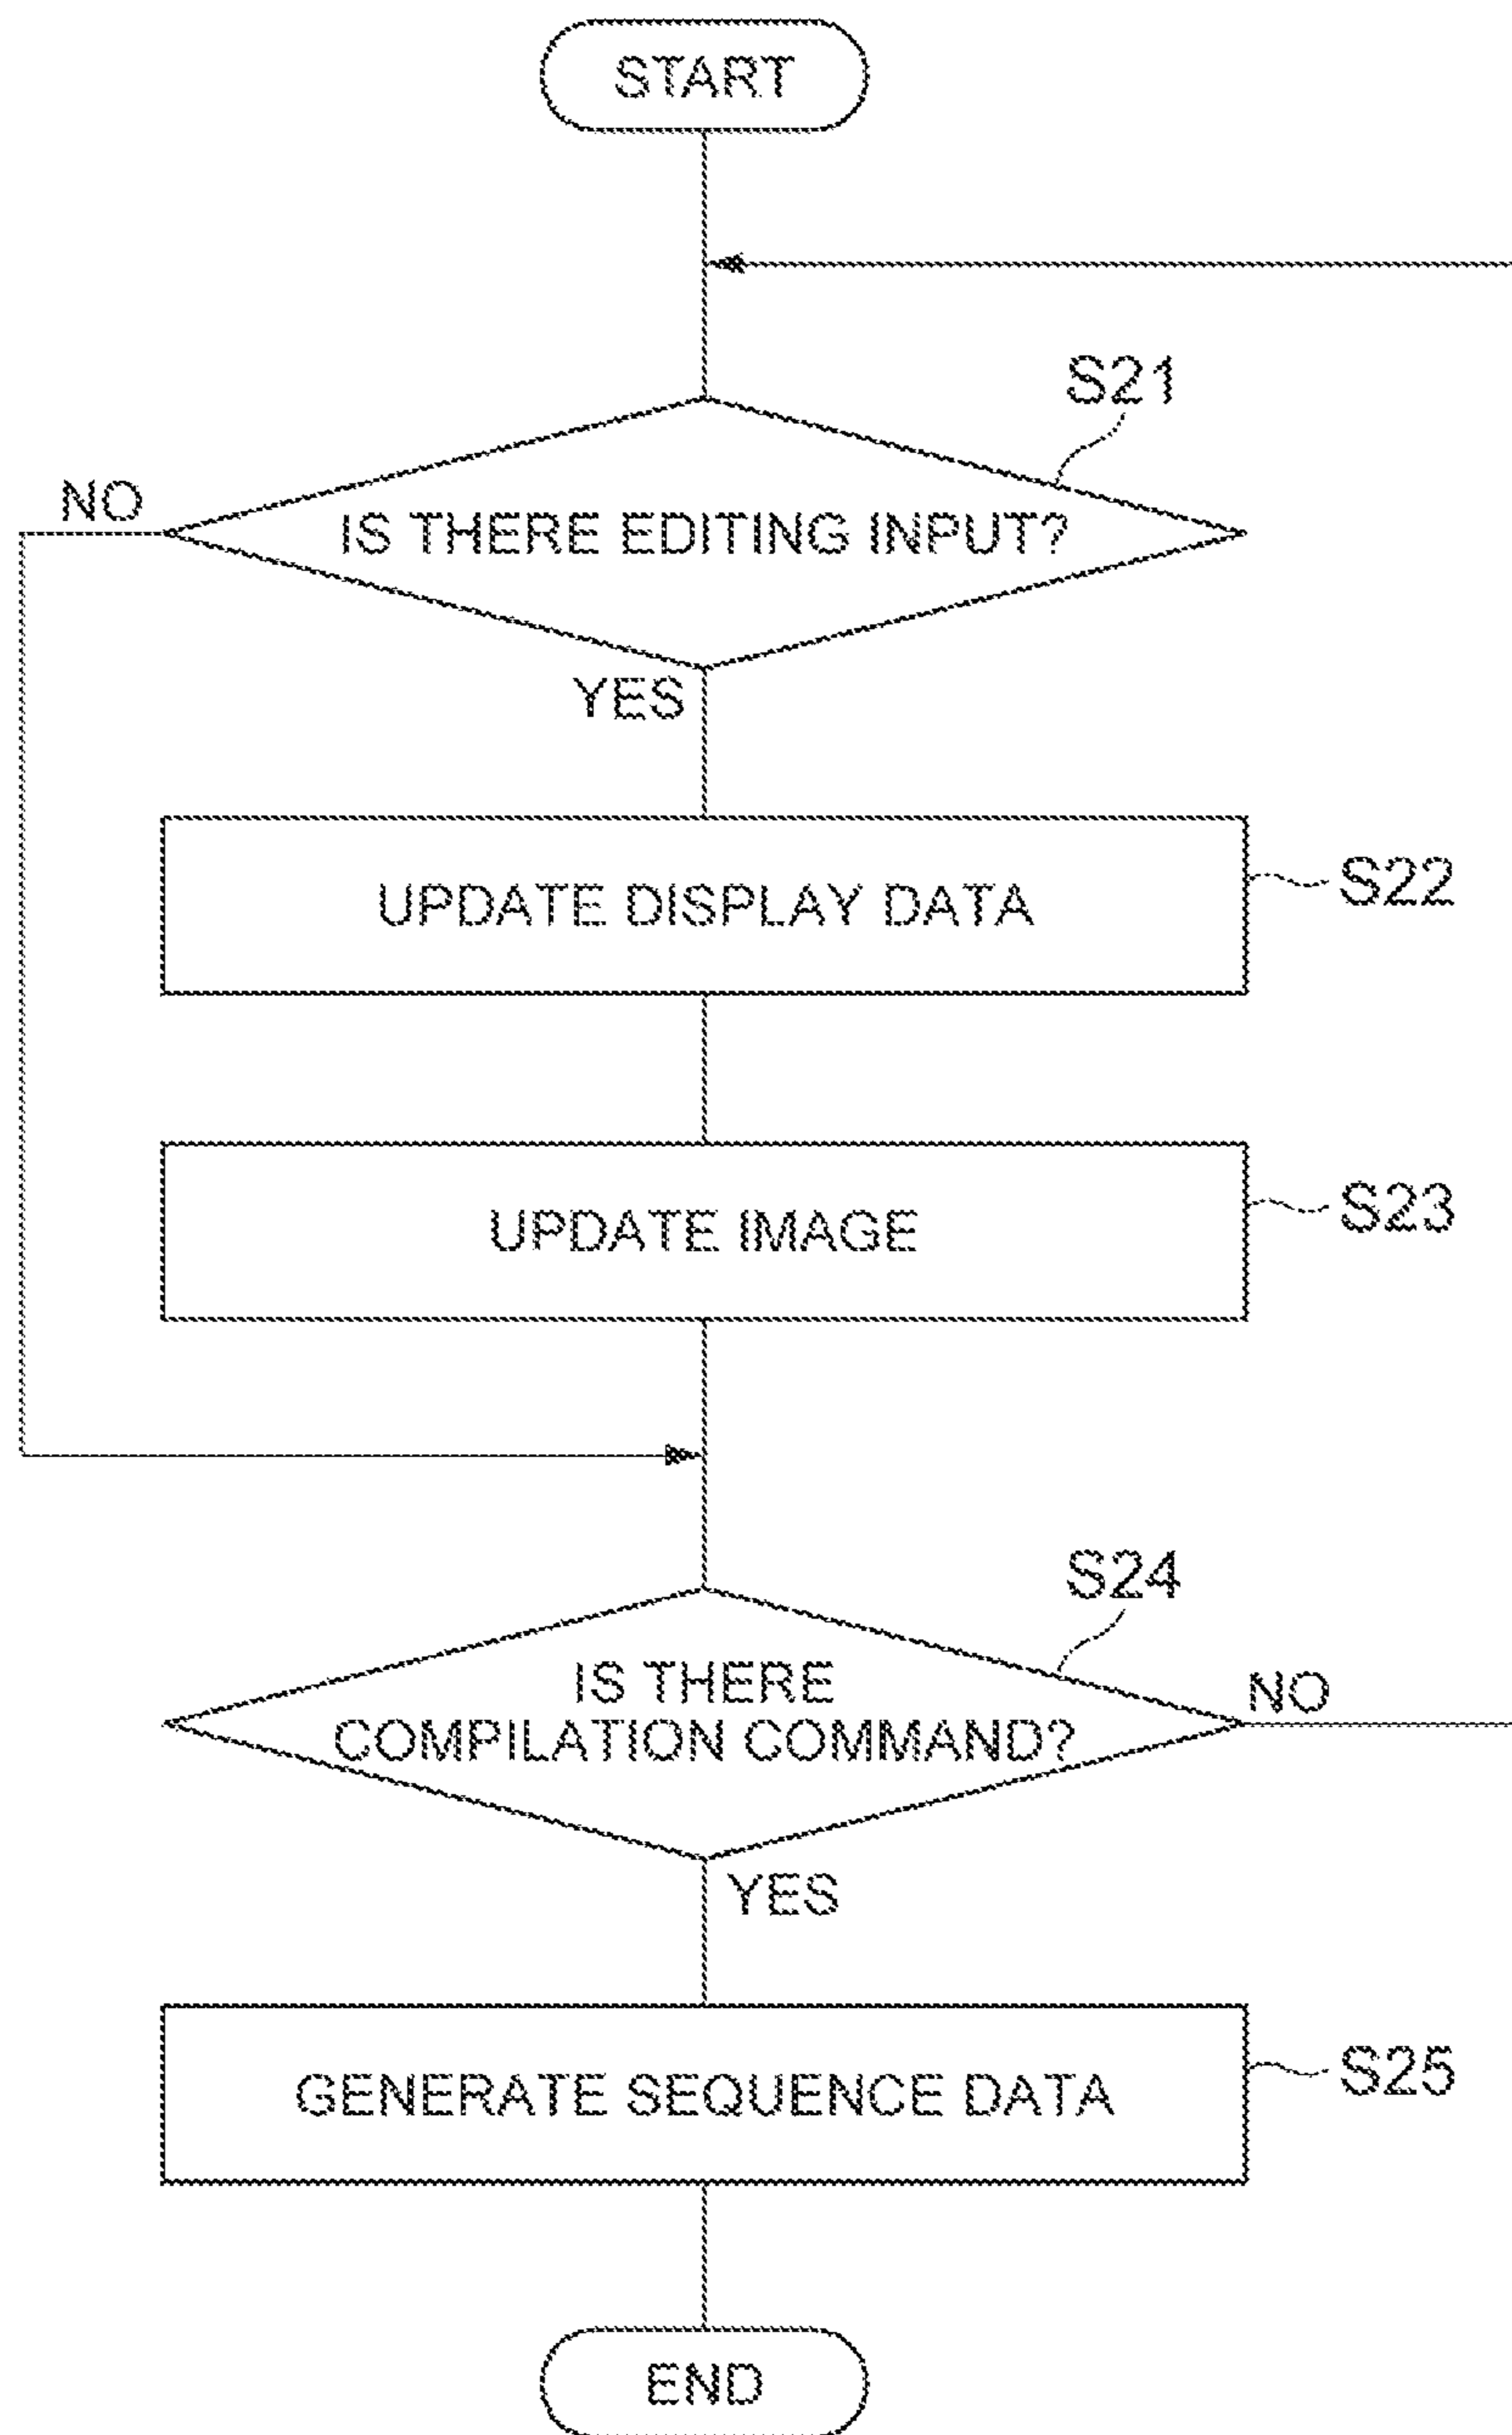 START
S21
NO
IS THERE EDITING INPUT?
YES
UPDATE DISPLAY DATA
S22
UPDATE IMAGE
S23
S24
IS THERE
COMPILATION COMMAND?
NO
YES
GENERATE SEQUENCE DATA
S25
END